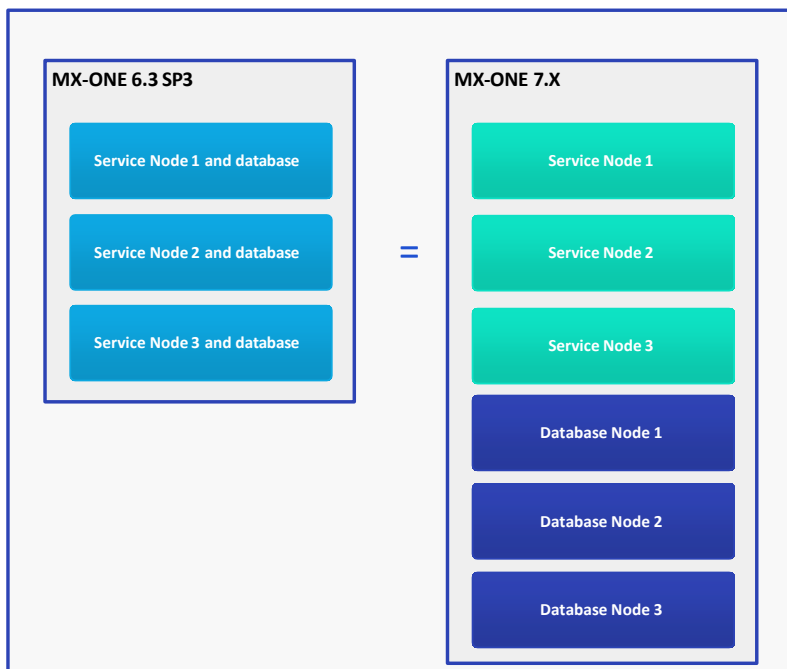 MX-ONE 6.3 SP3
Service Node 1 and database
Service Node 2 and database
Service Node 3 and database
=
MX-ONE 7.X
Service Node 1
Service Node 2
Service Node 3
Database Node 1
Database Node 2
Database Node 3